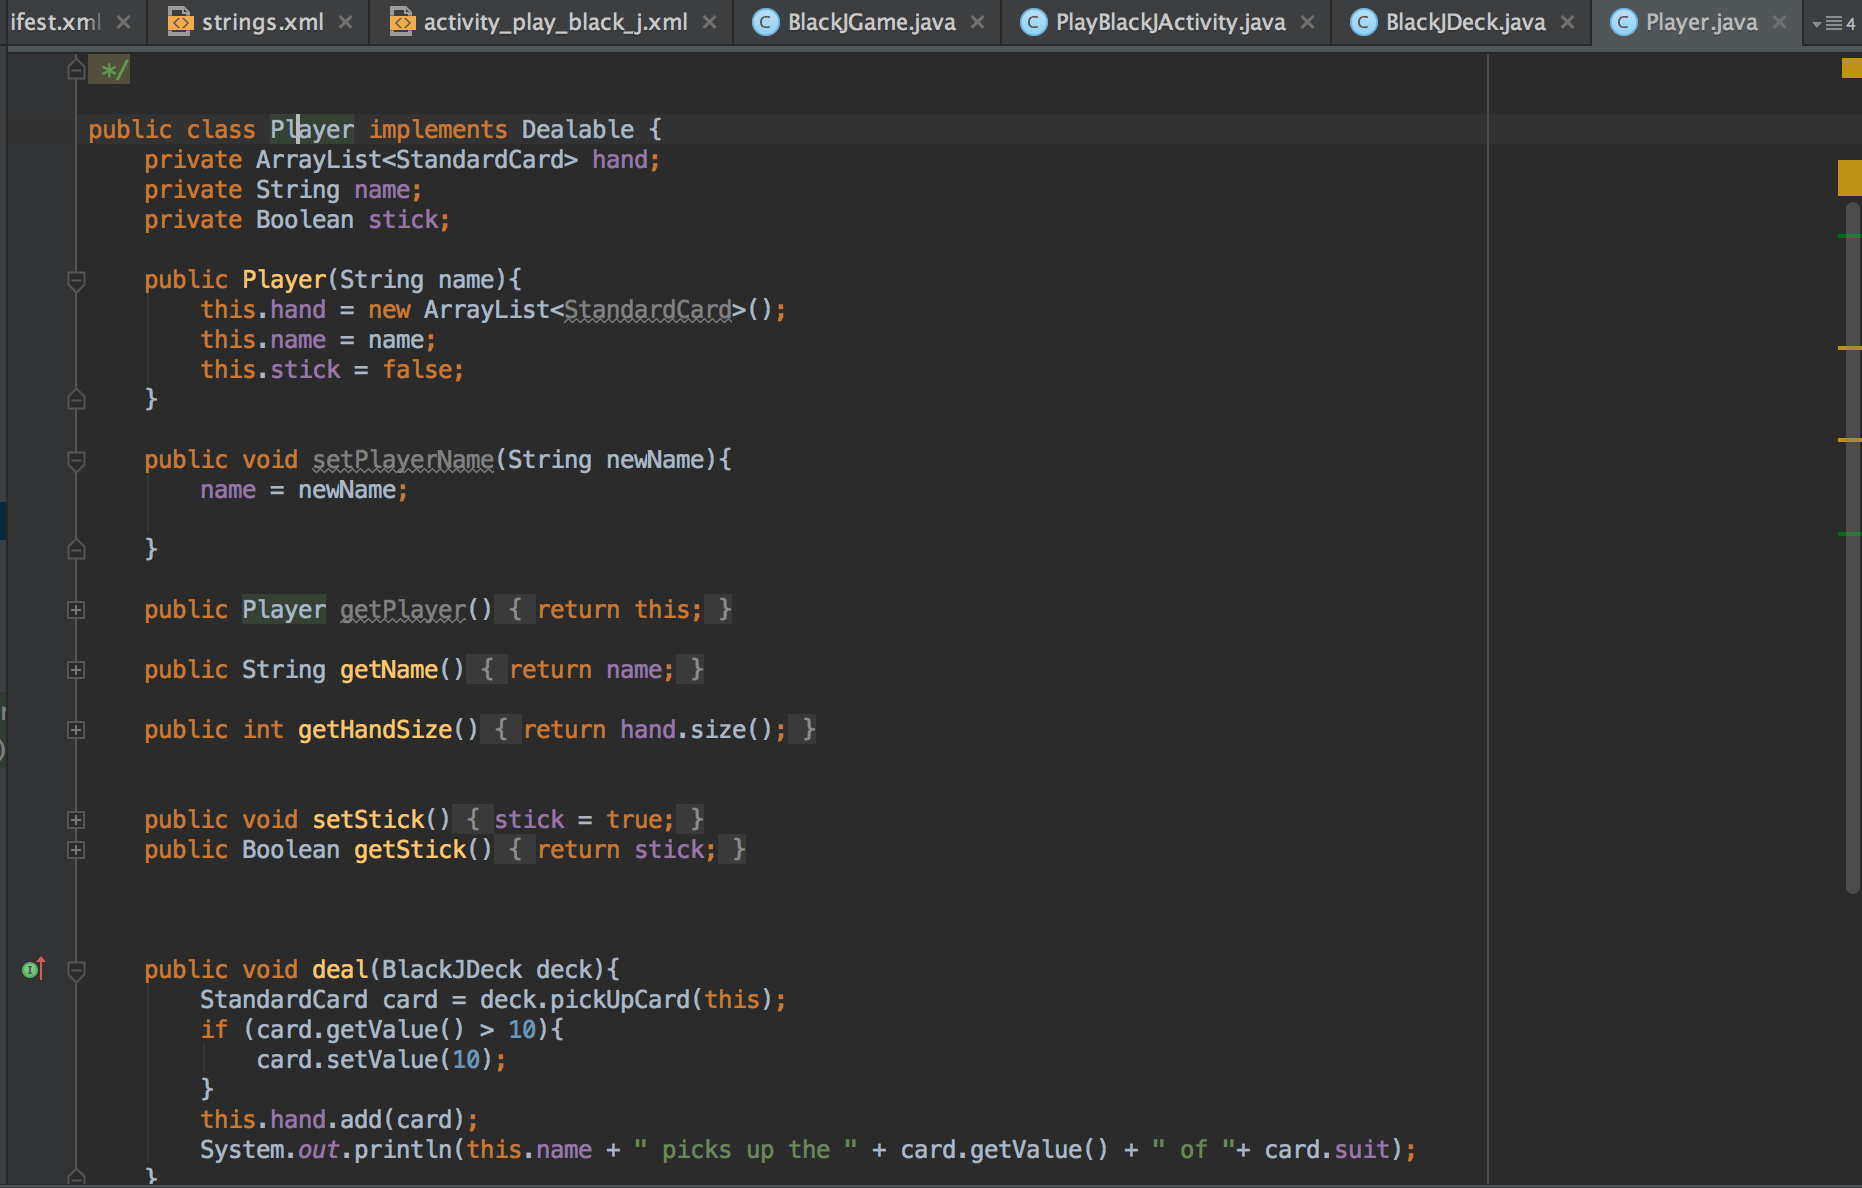 ifest.xml strings.xml activity_play_black_j.xml BlackJGame.java PlayBlackJActivity.java BlackJDeck.java Player.java 4
*/
public class Player implements Dealable {
private ArrayList<StandardCard> hand;
private String name;
private Boolean stick;
public Player(String name){
this.hand = new ArrayList<StandardCard>();
this.name = name;
this.stick = false;
}
public void setPlayerName(String newName){
name = newName;
}
public Player getPlayer() { return this; }
public String getName() { return name; }
public int getHandSize() { return hand.size(); }
public void setStick() { stick = true; }
public Boolean getStick() { return stick; }
public void deal(BlackJDeck deck){
StandardCard card = deck.pickUpCard(this);
if (card.getValue() > 10){
card.setValue(10);
}
this.hand.add(card);
System.out.println(this.name + " picks up the " + card.getValue() + " of "+ card.suit);
}